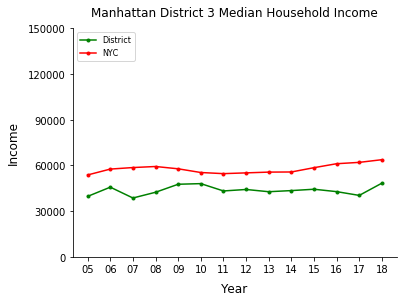 Manhattan District 3 Median Household Income
150000
120000
90000
60000
30000
0
Income
District
NYC
05 06 07 08 09 10 11 12 13 14 15 16 17 18
Year